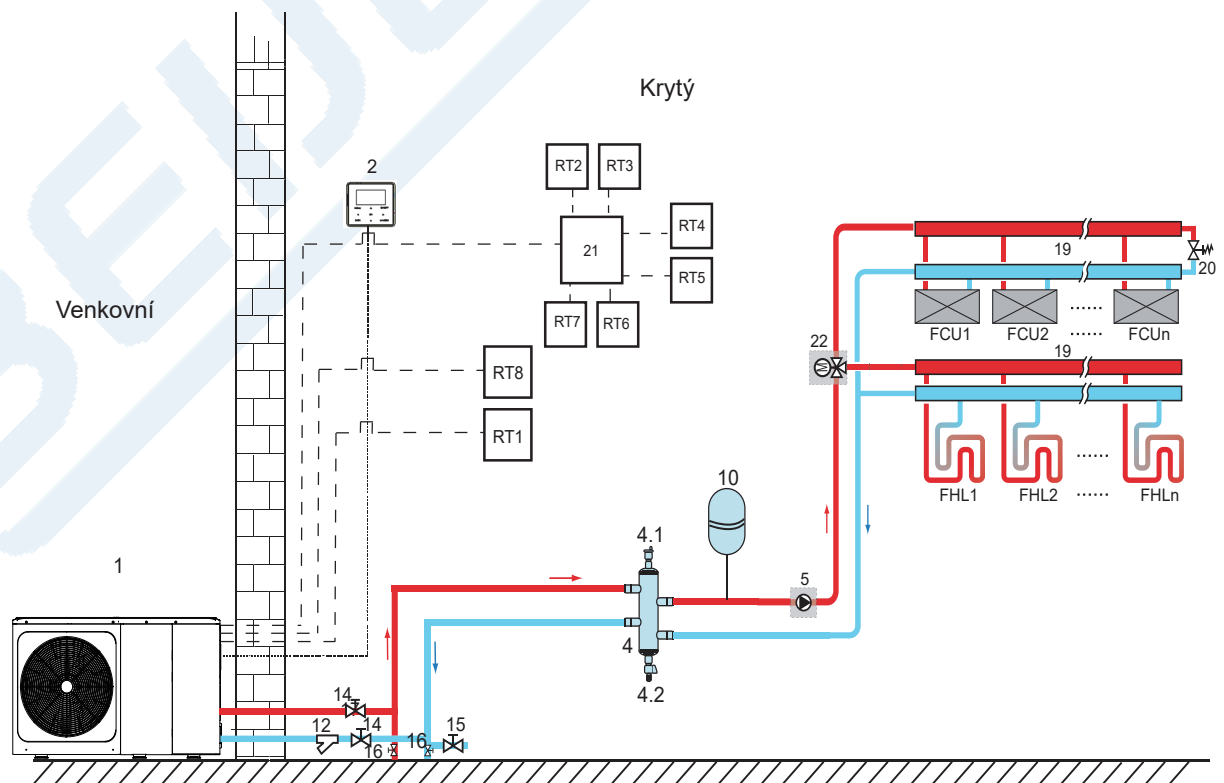 Krytý
Venkovní
2
RT2
RT3
RT4
21
RT5
RT7
RT6
RT8
RT1
19
20
FCU1
FCU2
......
......
FCUn
22
19
FHL1
FHL2
......
......
FHLn
10
4.1
5
4
4.2
1
14
12
14
16
16
15